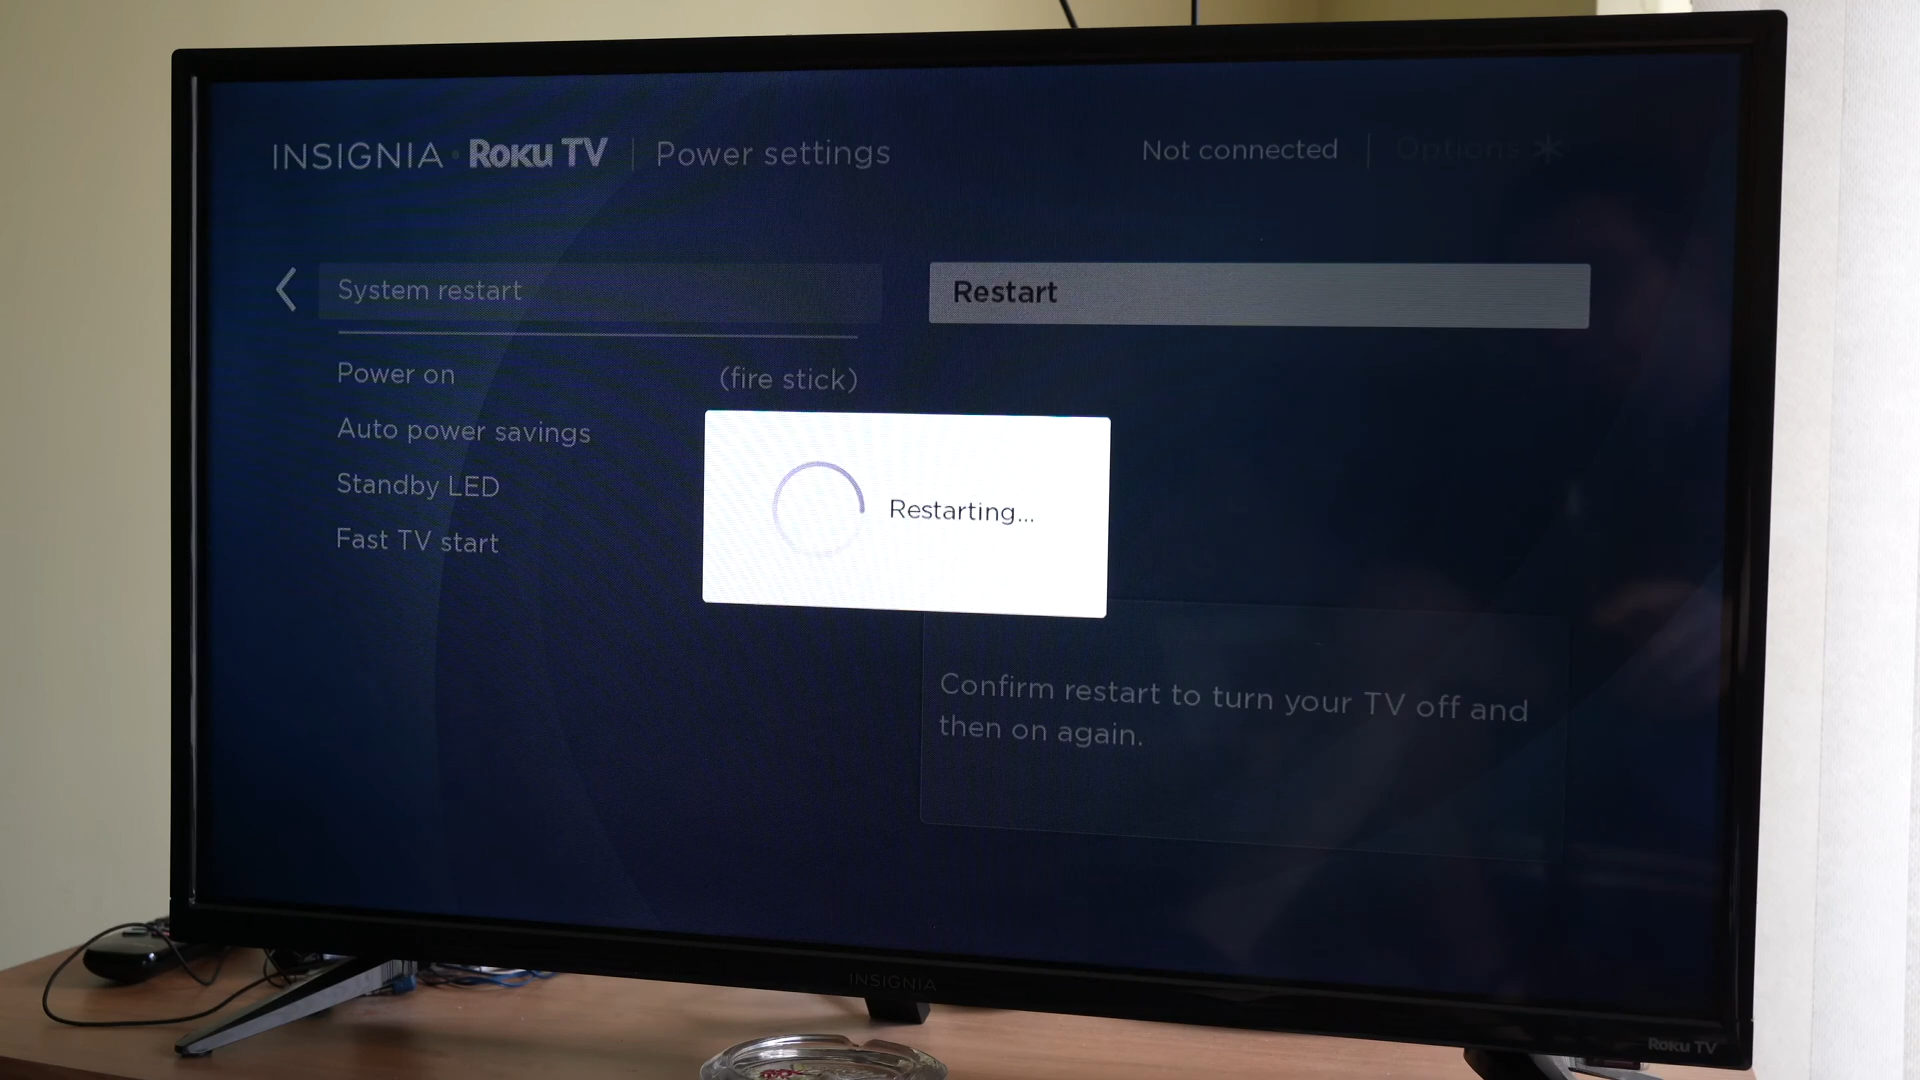 INSIGNIA Roku TV | Power settings
Not connected | Options
System restart
Restart
Power on (fire stick)
Auto power savings
Standby LED
Fast TV start
Restarting...
Confirm restart to turn your TV off and
then on again.
INSIGNIA
Roku TV